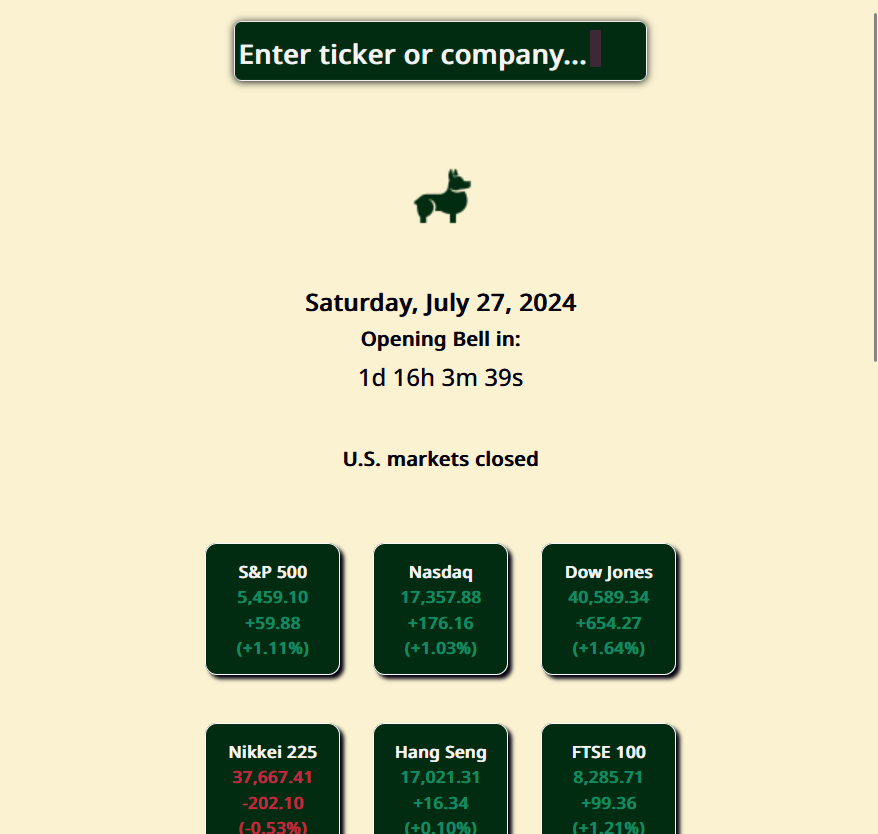 Enter ticker or company...
Saturday, July 27, 2024
Opening Bell in:
1d 16h 3m 39s
U.S. markets closed
S&P 500
5,459.10
+59.88
(+1.11%)
Nasdaq
17,357.88
+176.16
(+1.03%)
Dow Jones
40,589.34
+654.27
(+1.64%)
Nikkei 225
37,667.41
-202.10
(-0.53%)
Hang Seng
17,021.31
+16.34
(+0.10%)
FTSE 100
8,285.71
+99.36
(+1.21%)